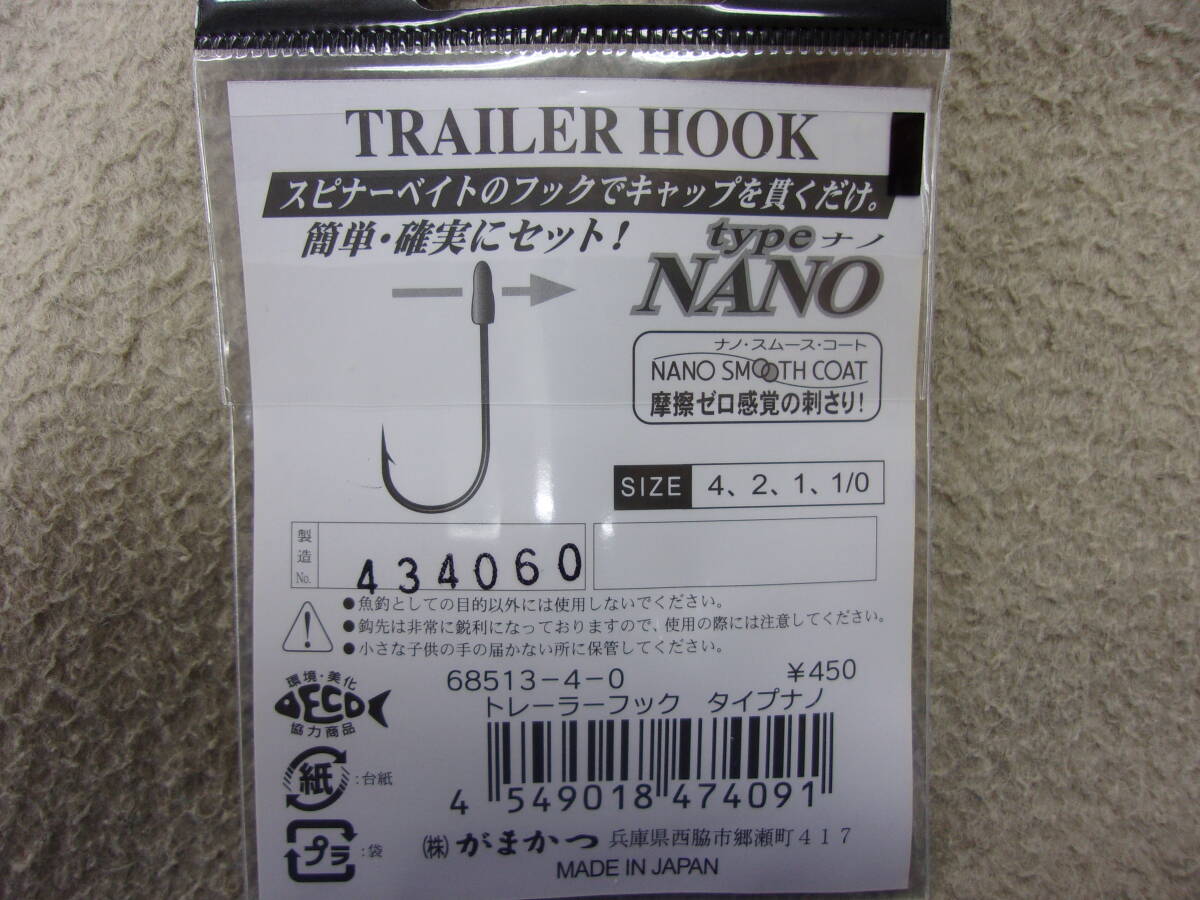 TRAILER HOOK
スピナーベイトのフックでキャップを貫くだけ。
簡単・確実にセット!
type ナノ
NANO
ナノ・スムース・コート
NANO SMOOTH COAT
摩擦ゼロ感覚の刺さり!
SIZE 4、2、1、1/0
製造No. 434060
●魚釣としての目的以外には使用しないでください。
●鈎先は非常に鋭利になっておりますので、使用の際には注意してください。
●小さな子供の手の届かない所に保管してください。
68513-4-0 ¥450
トレーラーフック タイプナノ
環境・美化
ECO
協力商品
紙:台紙
プラ:袋
4 549018 474091
(株)がまかつ 兵庫県西脇市郷瀬町417
MADE IN JAPAN